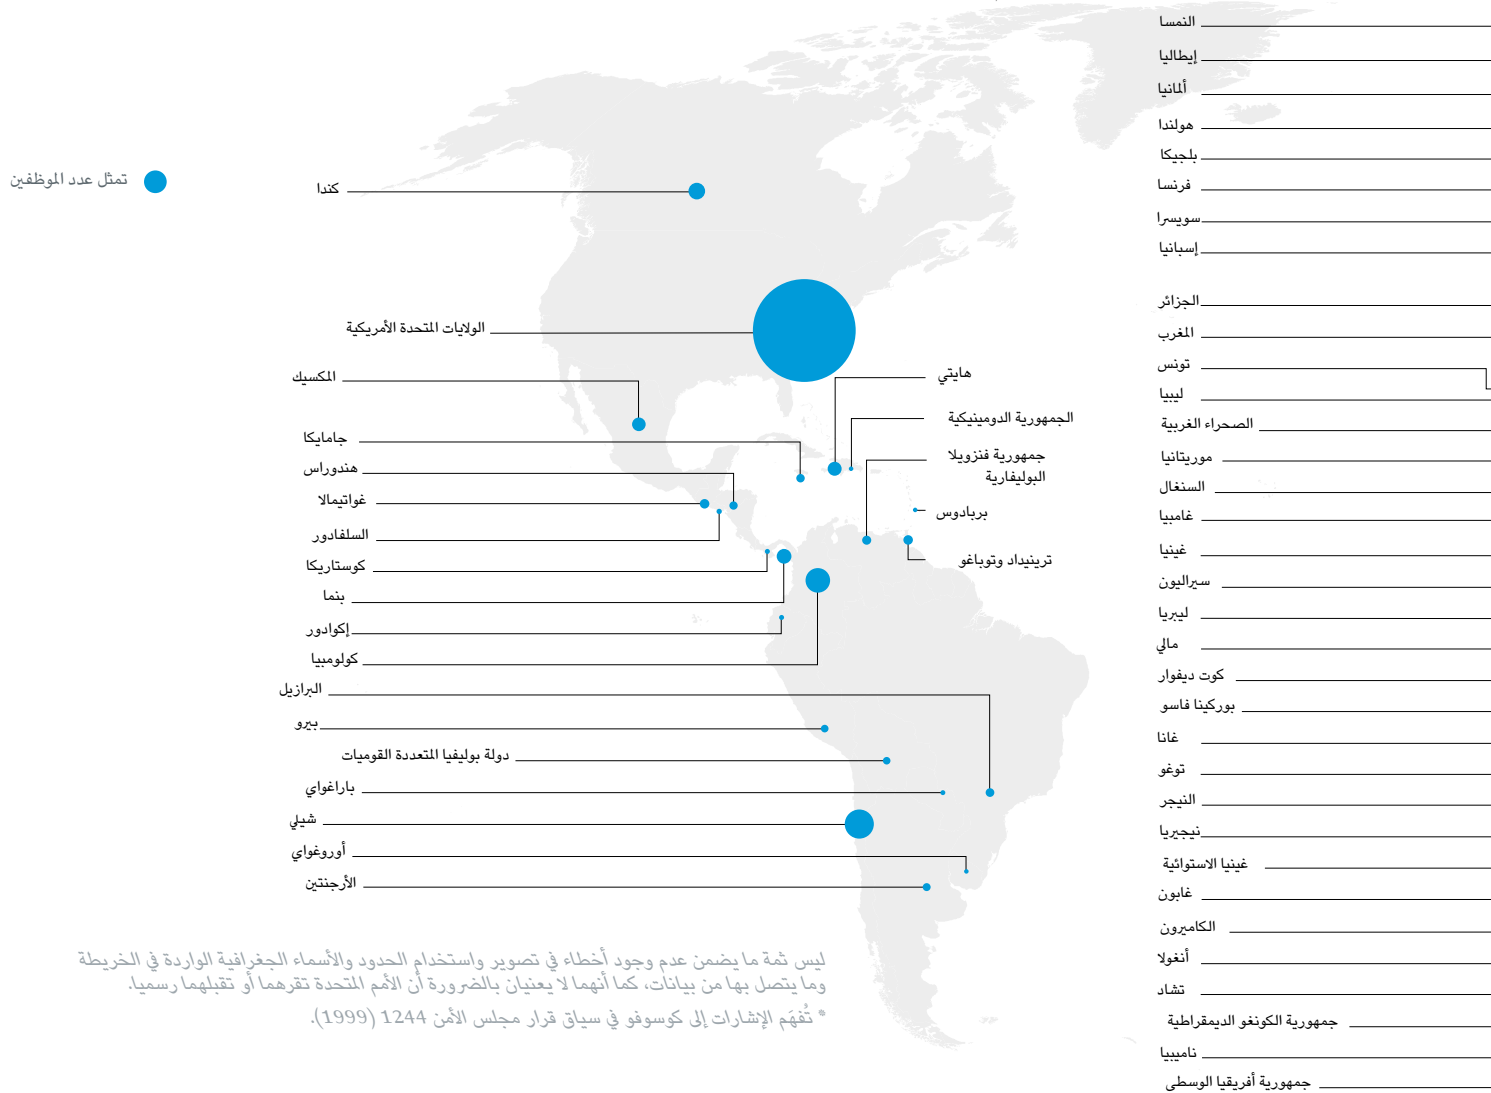 تمثل عدد الموظفين
كندا
الولايات المتحدة الأمريكية
المكسيك
جامايكا
هندوراس
غواتيمالا
السلفادور
كوستاريكا
بنما
إكوادور
كولومبيا
البرازيل
بيرو
دولة بوليفيا المتعددة القوميات
باراغواي
شيلي
أوروغواي
الأرجنتين
هايتي
الجمهورية الدومينيكية
جمهورية فنزويلا
البوليفارية
بربادوس
ترينيداد وتوباغو
النمسا
إيطاليا
ألمانيا
هولندا
بلجيكا
فرنسا
سويسرا
إسبانيا
الجزائر
المغرب
تونس
ليبيا
الصحراء الغربية
موريتانيا
السنغال
غامبيا
غينيا
سيراليون
ليبريا
مالي
كوت ديفوار
بوركينا فاسو
غانا
توغو
النيجر
نيجيريا
غينيا الاستوائية
غابون
الكاميرون
أنغولا
تشاد
جمهورية الكونغو الديمقراطية
ناميبيا
جمهورية أفريقيا الوسطى
ليس ثمة ما يضمن عدم وجود أخطاء في تصوير واستخدام الحدود والأسماء الجغرافية الواردة في الخريطة
وما يتصل بها من بيانات، كما أنهما لا يعنيان بالضرورة أن الأمم المتحدة تقرهما أو تقبلهما رسميا.
* تُفهَم الإشارات إلى كوسوفو في سياق قرار مجلس الأمن 1244 (1999).